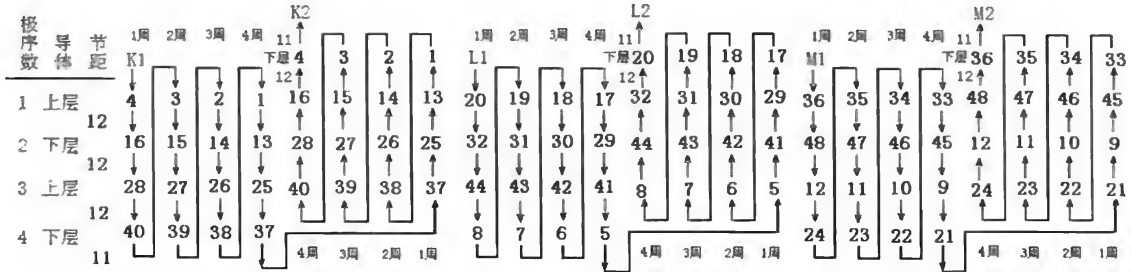 K2 L2 M2
极序数 导体 节距 1周 2周 3周 4周 11 1周 2周 3周 4周 11 1周 2周 3周 4周 11
K1 下层 4 3 2 1 L1 下层 20 19 18 17 M1 下层 36 35 34 33
12 12 12
1 上层 4 3 2 1 16 15 14 13 20 19 18 17 32 31 30 29 36 35 34 33 48 47 46 45
12
2 下层 16 15 14 13 28 27 26 25 32 31 30 29 44 43 42 41 48 47 46 45 12 11 10 9
12
3 上层 28 27 26 25 40 39 38 37 44 43 42 41 8 7 6 5 12 11 10 9 24 23 22 21
12
4 下层 40 39 38 37 8 7 6 5 24 23 22 21
11 4周 3周 2周 1周 4周 3周 2周 1周 4周 3周 2周 1周